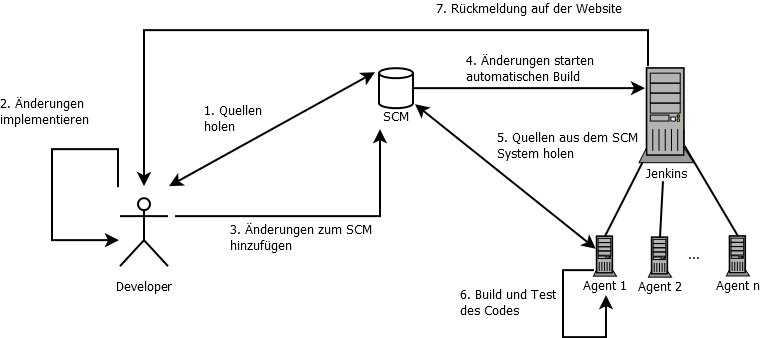 7. Rückmeldung auf der Website
4. Änderungen starten
automatischen Build
2. Änderungen
implementieren
1. Quellen
holen
SCM
5. Quellen aus dem SCM
System holen
Jenkins
3. Änderungen zum SCM
hinzufügen
Developer
...
Agent 1
Agent 2
Agent n
6. Build und Test
des Codes